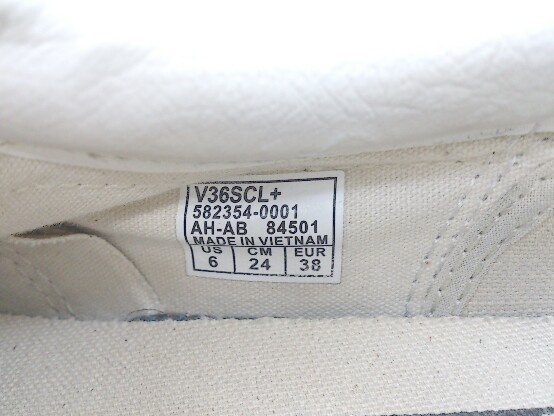 V36SCL+
582354-0001
AH-AB 84501
MADE IN VIETNAM
US CM EUR
6 24 38